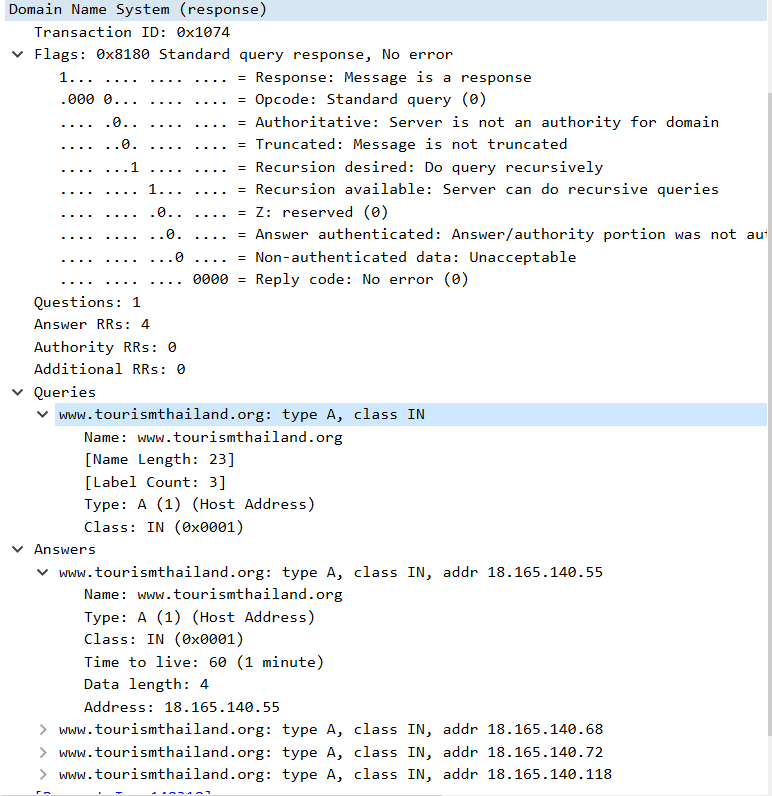 Domain Name System (response)
Transaction ID: 0x1074
Flags: 0x8180 Standard query response, No error
1... .... .... .... = Response: Message is a response
.000 0... .... .... = Opcode: Standard query (0)
.... .0.. .... .... = Authoritative: Server is not an authority for domain
.... ..0. .... .... = Truncated: Message is not truncated
.... ...1 .... .... = Recursion desired: Do query recursively
.... .... 1... .... = Recursion available: Server can do recursive queries
.... .... .0.. .... = Z: reserved (0)
.... .... ..0. .... = Answer authenticated: Answer/authority portion was not
.... .... ...0 .... = Non-authenticated data: Unacceptable
.... .... .... 0000 = Reply code: No error (0)
Questions: 1
Answer RRs: 4
Authority RRs: 0
Additional RRs: 0
Queries
www.tourismthailand.org: type A, class IN
Name: www.tourismthailand.org
[Name Length: 23]
[Label Count: 3]
Type: A (1) (Host Address)
Class: IN (0x0001)
Answers
www.tourismthailand.org: type A, class IN, addr 18.165.140.55
Name: www.tourismthailand.org
Type: A (1) (Host Address)
Class: IN (0x0001)
Time to live: 60 (1 minute)
Data length: 4
Address: 18.165.140.55
www.tourismthailand.org: type A, class IN, addr 18.165.140.68
www.tourismthailand.org: type A, class IN, addr 18.165.140.72
www.tourismthailand.org: type A, class IN, addr 18.165.140.118